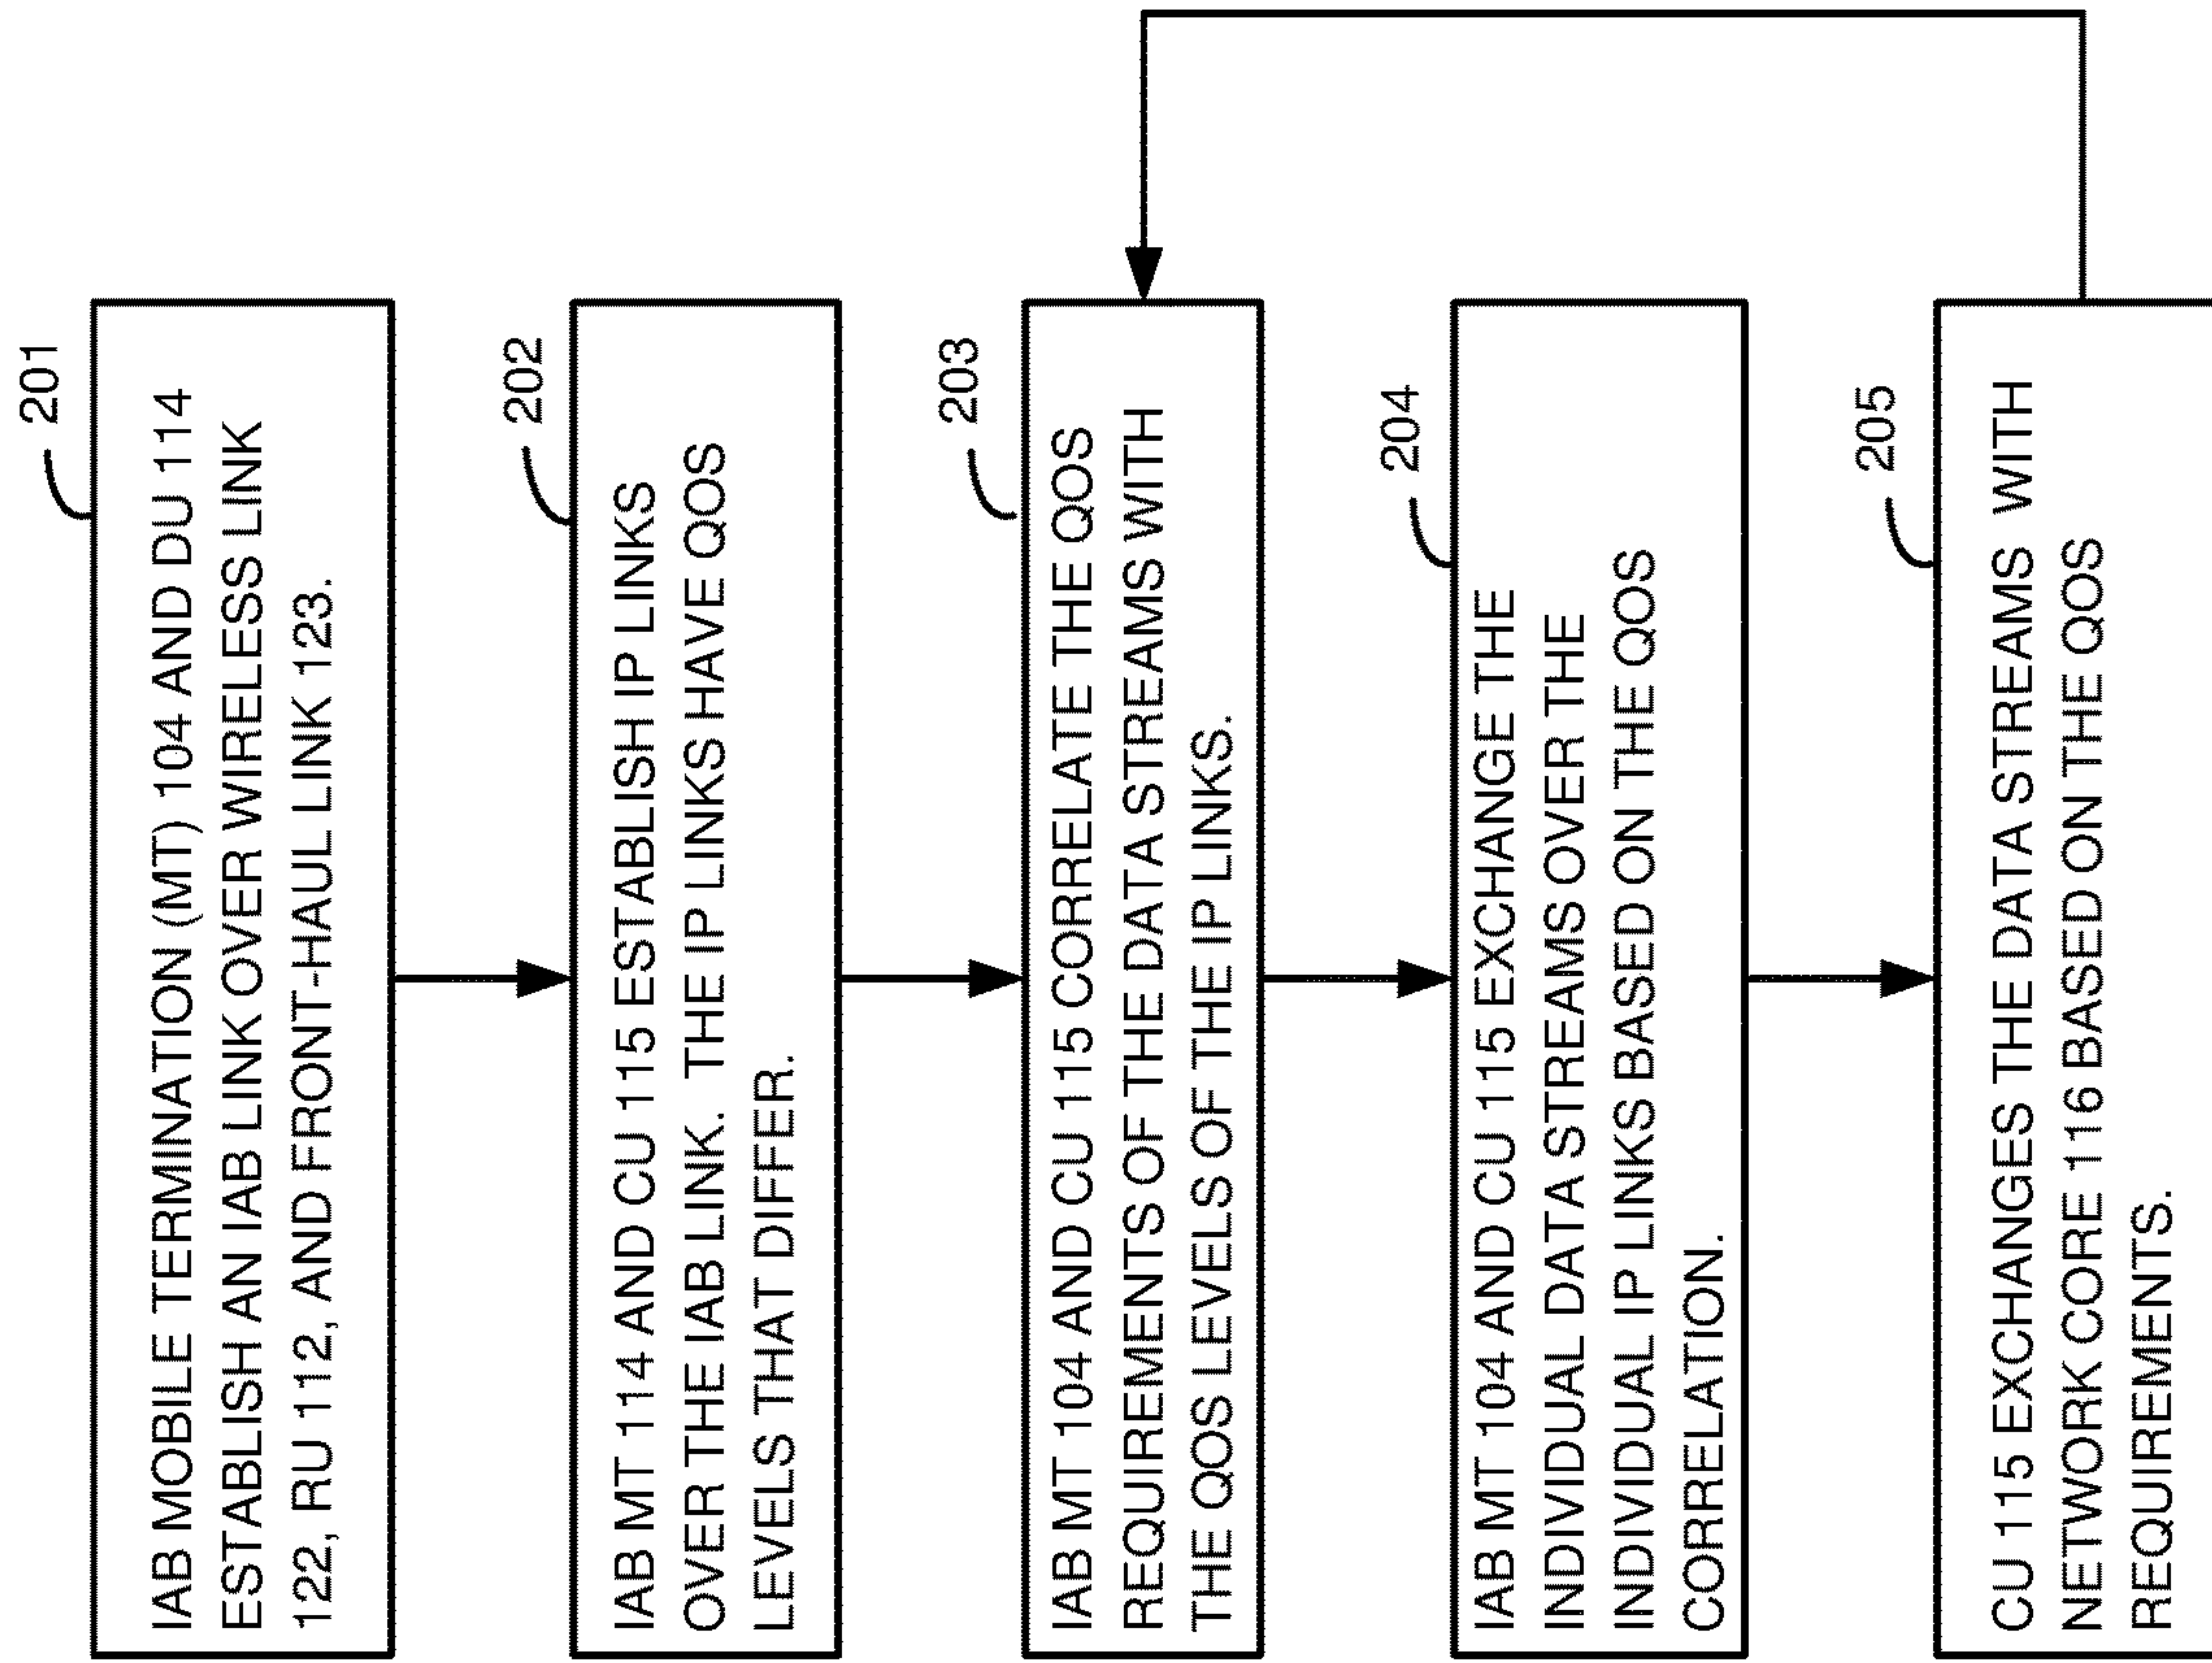 201
IAB MOBILE TERMINATION (MT) 104 AND DU 114
ESTABLISH AN IAB LINK OVER WIRELESS LINK
122, RU 112, AND FRONT-HAUL LINK 123.
202
IAB MT 114 AND CU 115 ESTABLISH IP LINKS
OVER THE IAB LINK. THE IP LINKS HAVE QOS
LEVELS THAT DIFFER.
203
IAB MT 104 AND CU 115 CORRELATE THE QOS
REQUIREMENTS OF THE DATA STREAMS WITH
THE QOS LEVELS OF THE IP LINKS.
204
IAB MT 104 AND CU 115 EXCHANGE THE
INDIVIDUAL DATA STREAMS OVER THE
INDIVIDUAL IP LINKS BASED ON THE QOS
CORRELATION.
205
CU 115 EXCHANGES THE DATA STREAMS WITH
NETWORK CORE 116 BASED ON THE QOS
REQUIREMENTS.